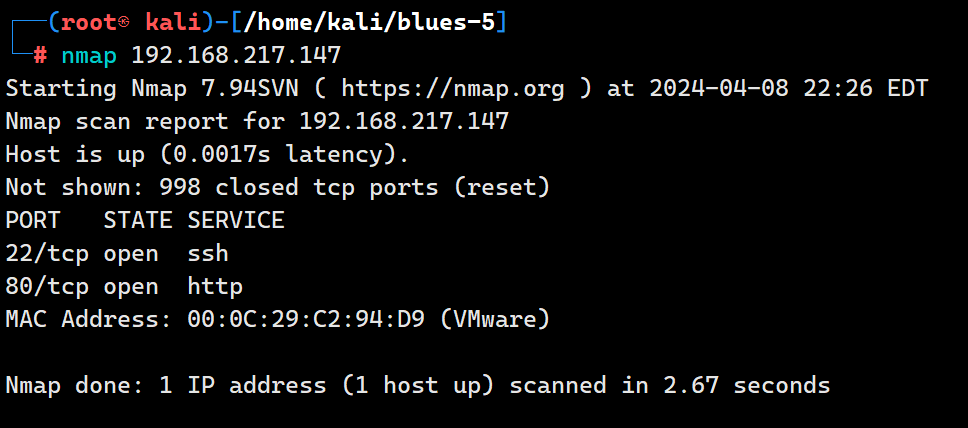 ┌──(root㉿ kali)-[/home/kali/blues-5]
└─# nmap 192.168.217.147
Starting Nmap 7.94SVN ( https://nmap.org ) at 2024-04-08 22:26 EDT
Nmap scan report for 192.168.217.147
Host is up (0.0017s latency).
Not shown: 998 closed tcp ports (reset)
PORT   STATE SERVICE
22/tcp open  ssh
80/tcp open  http
MAC Address: 00:0C:29:C2:94:D9 (VMware)
Nmap done: 1 IP address (1 host up) scanned in 2.67 seconds